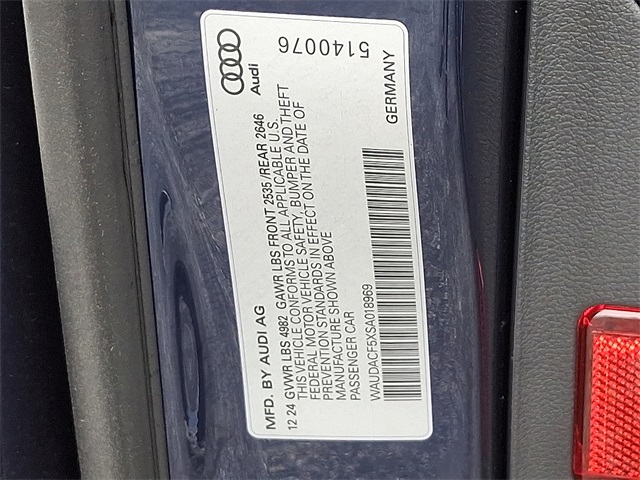 Audi
5140076
MFD. BY AUDI AG
GERMANY
12 24 GVWR LBS 4982 GAWR LBS FRONT 2535 /REAR 2646
THIS VEHICLE CONFORMS TO ALL APPLICABLE U.S.
FEDERAL MOTOR VEHICLE SAFETY, BUMPER AND THEFT
PREVENTION STANDARDS IN EFFECT ON THE DATE OF
MANUFACTURE SHOWN ABOVE
PASSENGER CAR
WAUDACF5XSA018969